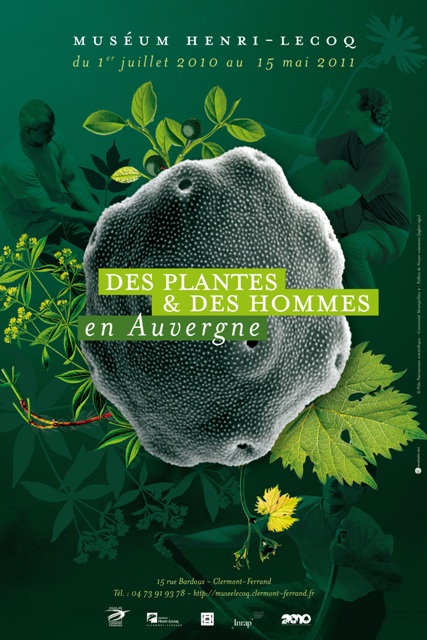 MUSÉUM HENRI-LECOQ
du 1er juillet 2010 au 15 mai 2011
DES PLANTES
& DES HOMMES
en Auvergne
15 rue Bardoux - Clermont-Ferrand
Tél. : 04 73 91 93 78 - http://museelecoq.clermont-ferrand.fr
Inrap